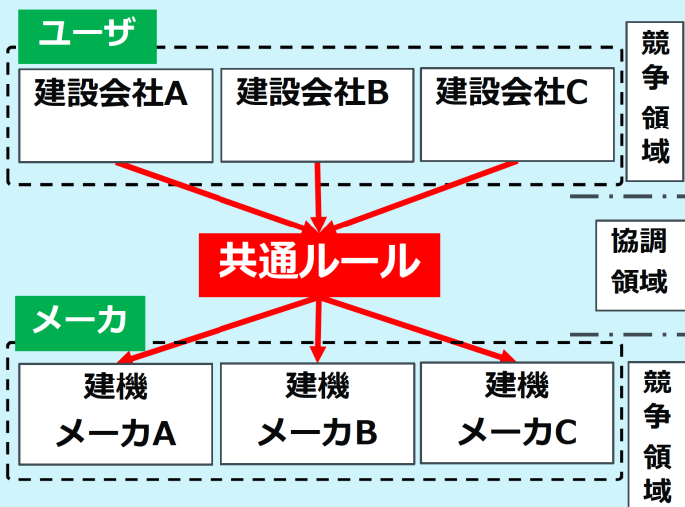 ユーザ
建設会社A
建設会社B
建設会社C
競争領域
共通ルール
協調
領域
メーカ
建機
メーカA
建機
メーカB
建機
メーカC
競争領域